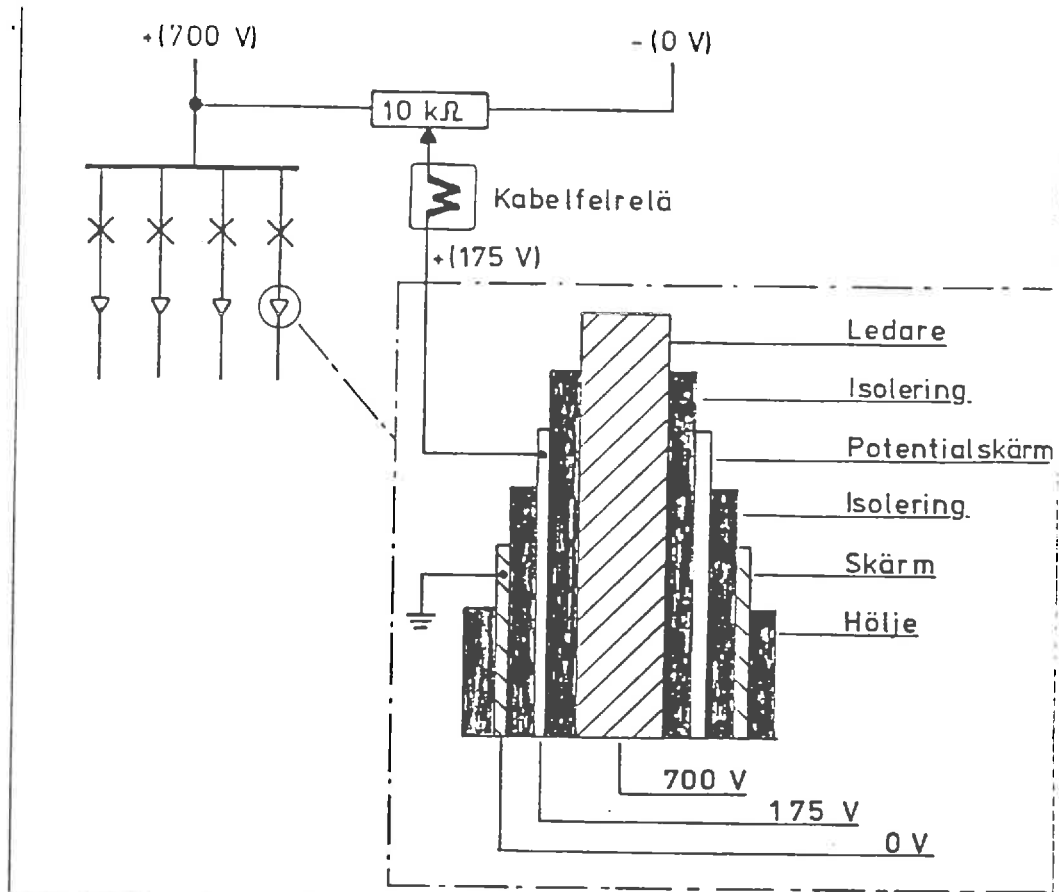 +(700 V)
-(0 V)
10 kΩ
Kabelfelrelä
+(175 V)
Ledare
Isolering
Potentialskärm
Isolering
Skärm
Hölje
700 V
175 V
0 V